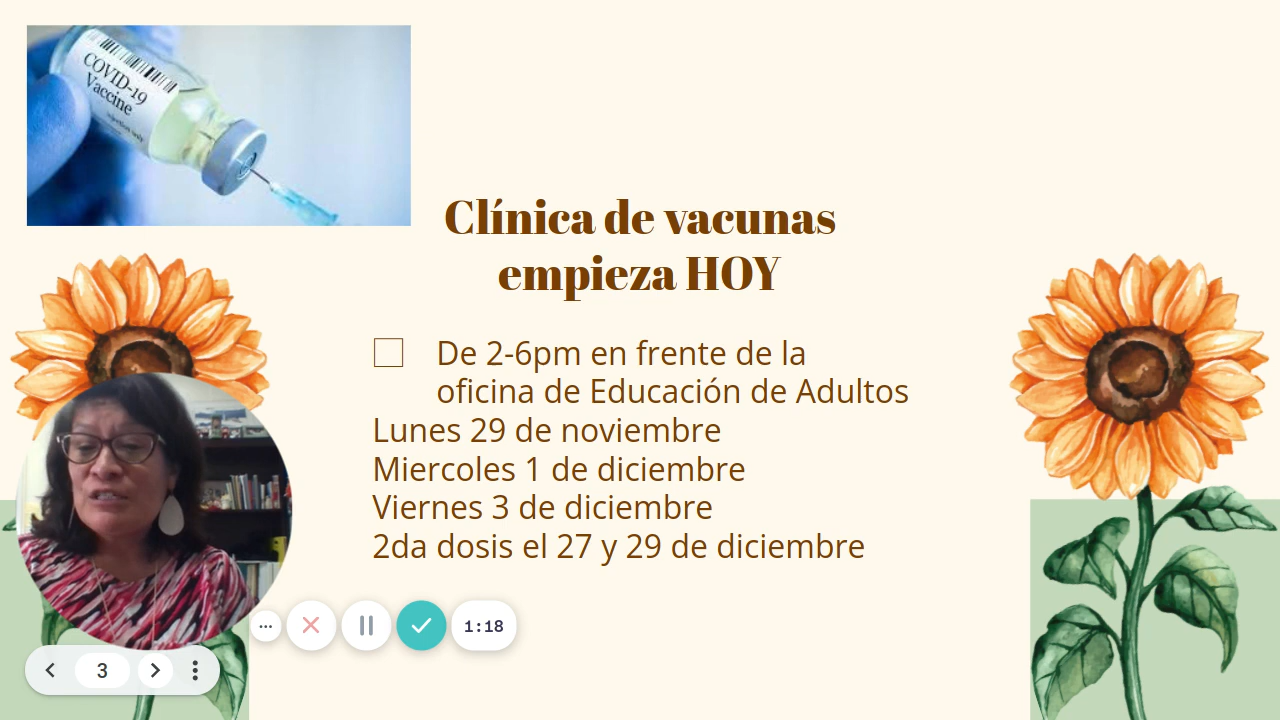 COVID-19
Vaccine
Clínica de vacunas
empieza HOY
De 2-6pm en frente de la
oficina de Educación de Adultos
Lunes 29 de noviembre
Miercoles 1 de diciembre
Viernes 3 de diciembre
2da dosis el 27 y 29 de diciembre
1:18
3